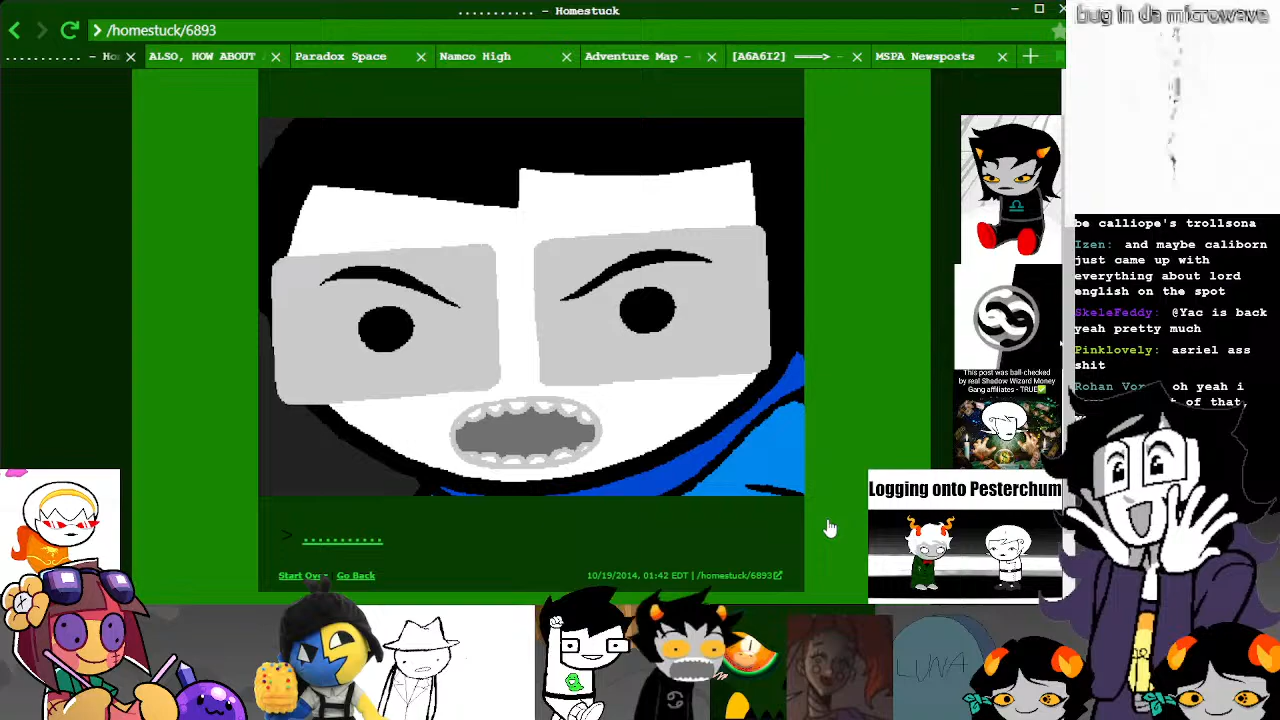 ........... - Homestuck
bug in da microwave
/homestuck/6893
........... - Ho
ALSO, HOW ABOUT
Paradox Space
Namco High
Adventure Map -
[A6A6I2] ====>
MSPA Newsposts
be calliope's trollsona
Izen: and maybe caliborn
just came up with
everything about lord
english on the spot
SkeleFeddy: @Yac is back
yeah pretty much
Pinklovely: asriel ass
shit
oh yeah i
of that,
This post was ball-checked
by real Shadow Wizard Money
Gang affiliates - TRUE✅
Logging onto Pesterchum
> ...........
Start Over Go Back
10/19/2014, 01:42 EDT | /homestuck/6893
LUNA